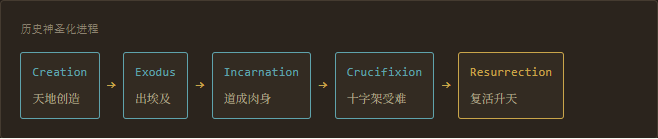 历史神圣化进程
Creation → Exodus → Incarnation → Crucifixion → Resurrection
天地创造 出埃及 道成肉身 十字架受难 复活升天